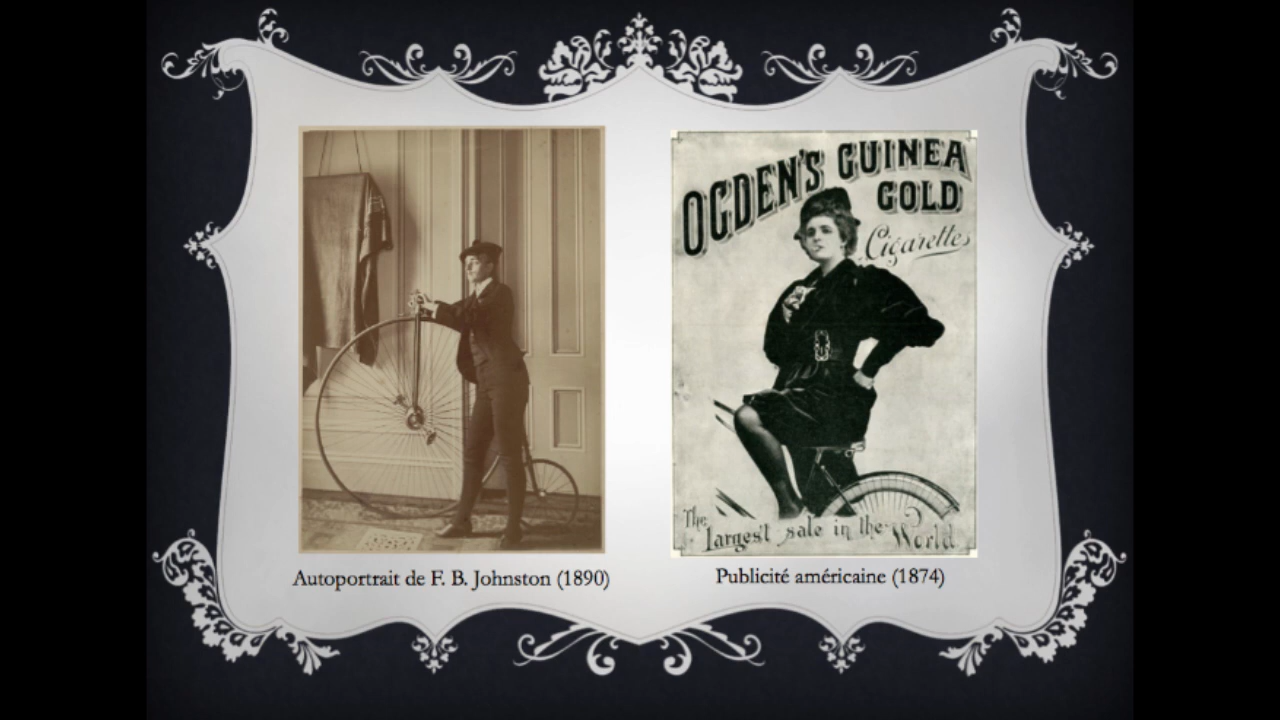 OGDEN'S GUINEA
GOLD
Cigarettes
The largest sale in the World
Autoportrait de F. B. Johnston (1890)
Publicité américaine (1874)